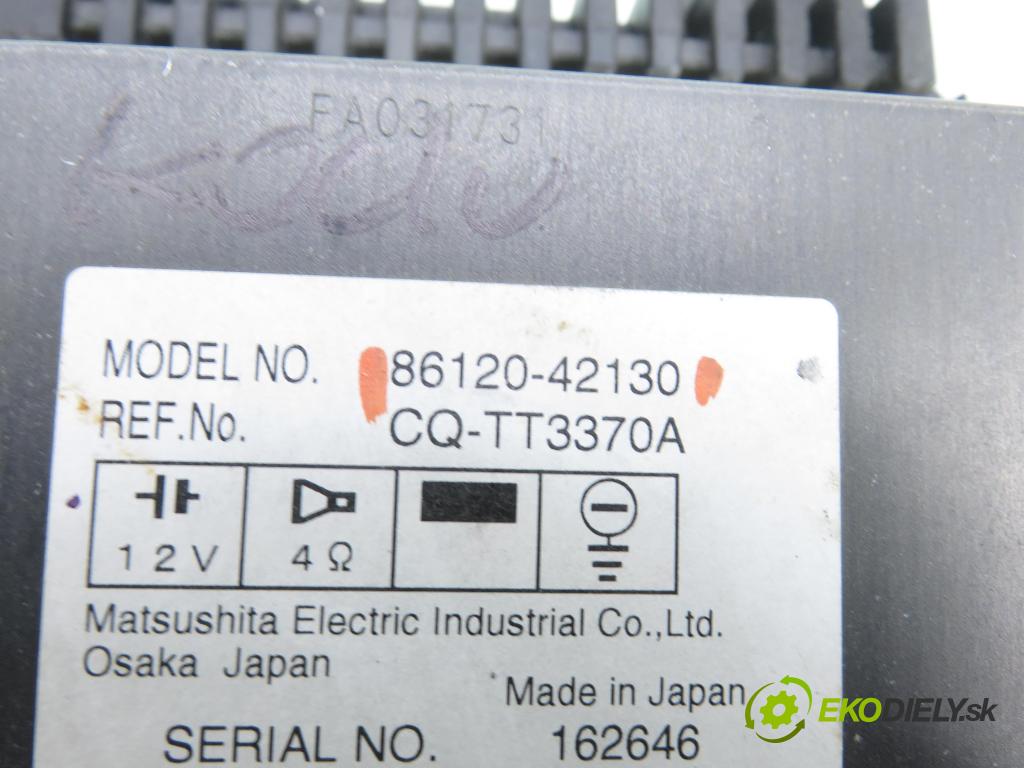 FA031731
MODEL NO. 86120-42130
REF.No. CQ-TT3370A
12V 4Ω
Matsushita Electric Industrial Co.,Ltd.
Osaka Japan
Made in Japan
SERIAL NO. 162646
EKODIELY.sk